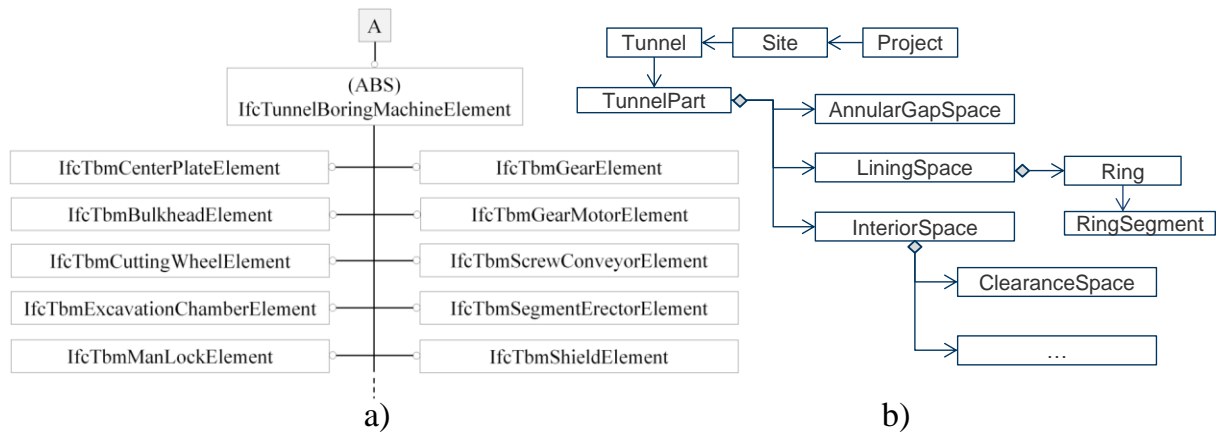 A
(ABS)
IfcTunnelBoringMachineElement
IfcTbmCenterPlateElement
IfcTbmGearElement
IfcTbmBulkheadElement
IfcTbmGearMotorElement
IfcTbmCuttingWheelElement
IfcTbmScrewConveyorElement
IfcTbmExcavationChamberElement
IfcTbmSegmentErectorElement
IfcTbmManLockElement
IfcTbmShieldElement
a)
Tunnel
Site
Project
TunnelPart
AnnularGapSpace
LiningSpace
Ring
RingSegment
InteriorSpace
ClearanceSpace
...
b)